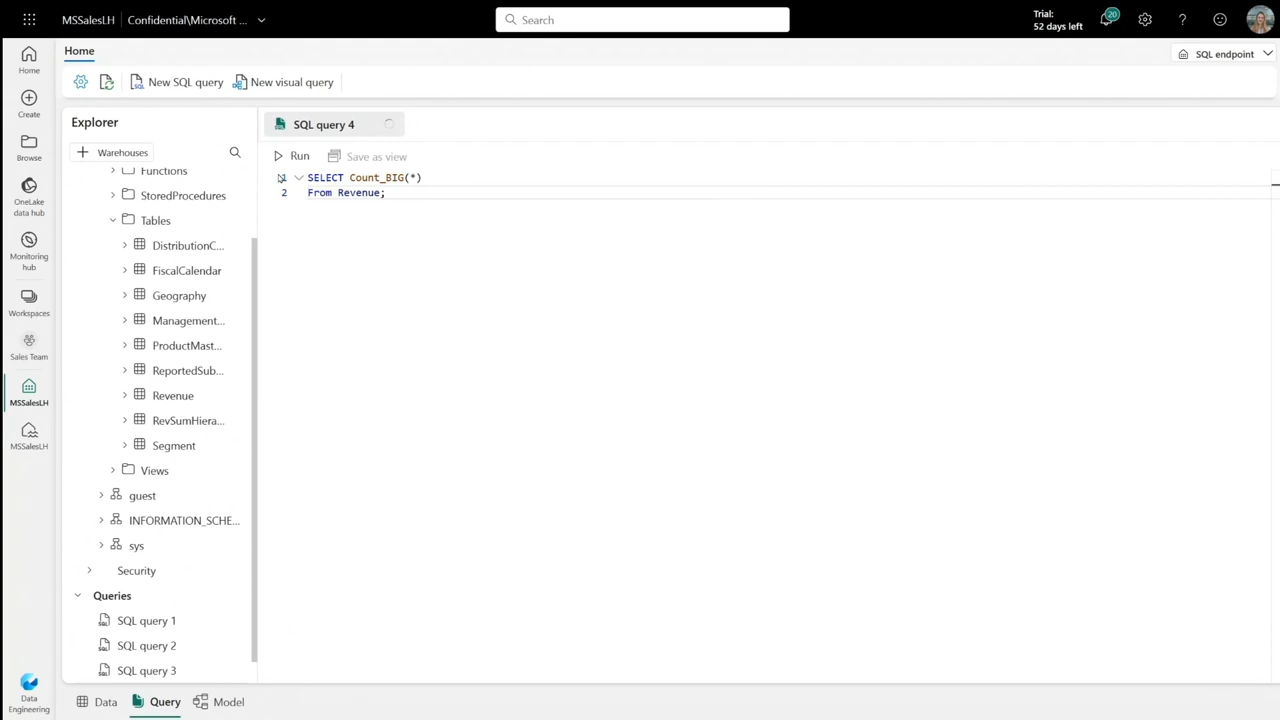 MSSalesLH
Confidential\Microsoft ...
Search
Trial:
52 days left
20
Home
SQL endpoint
New SQL query
New visual query
Home
Create
Browse
OneLake
data hub
Monitoring
hub
Workspaces
Sales Team
MSSalesLH
MSSalesLH
Data
Engineering
Explorer
Warehouses
Functions
StoredProcedures
Tables
DistributionC...
FiscalCalendar
Geography
Management...
ProductMast...
ReportedSub...
Revenue
RevSumHiera...
Segment
Views
guest
INFORMATION_SCHE...
sys
Security
Queries
SQL query 1
SQL query 2
SQL query 3
SQL query 4
Run
Save as view
1 SELECT Count_BIG(*)
2 From Revenue;
Data
Query
Model